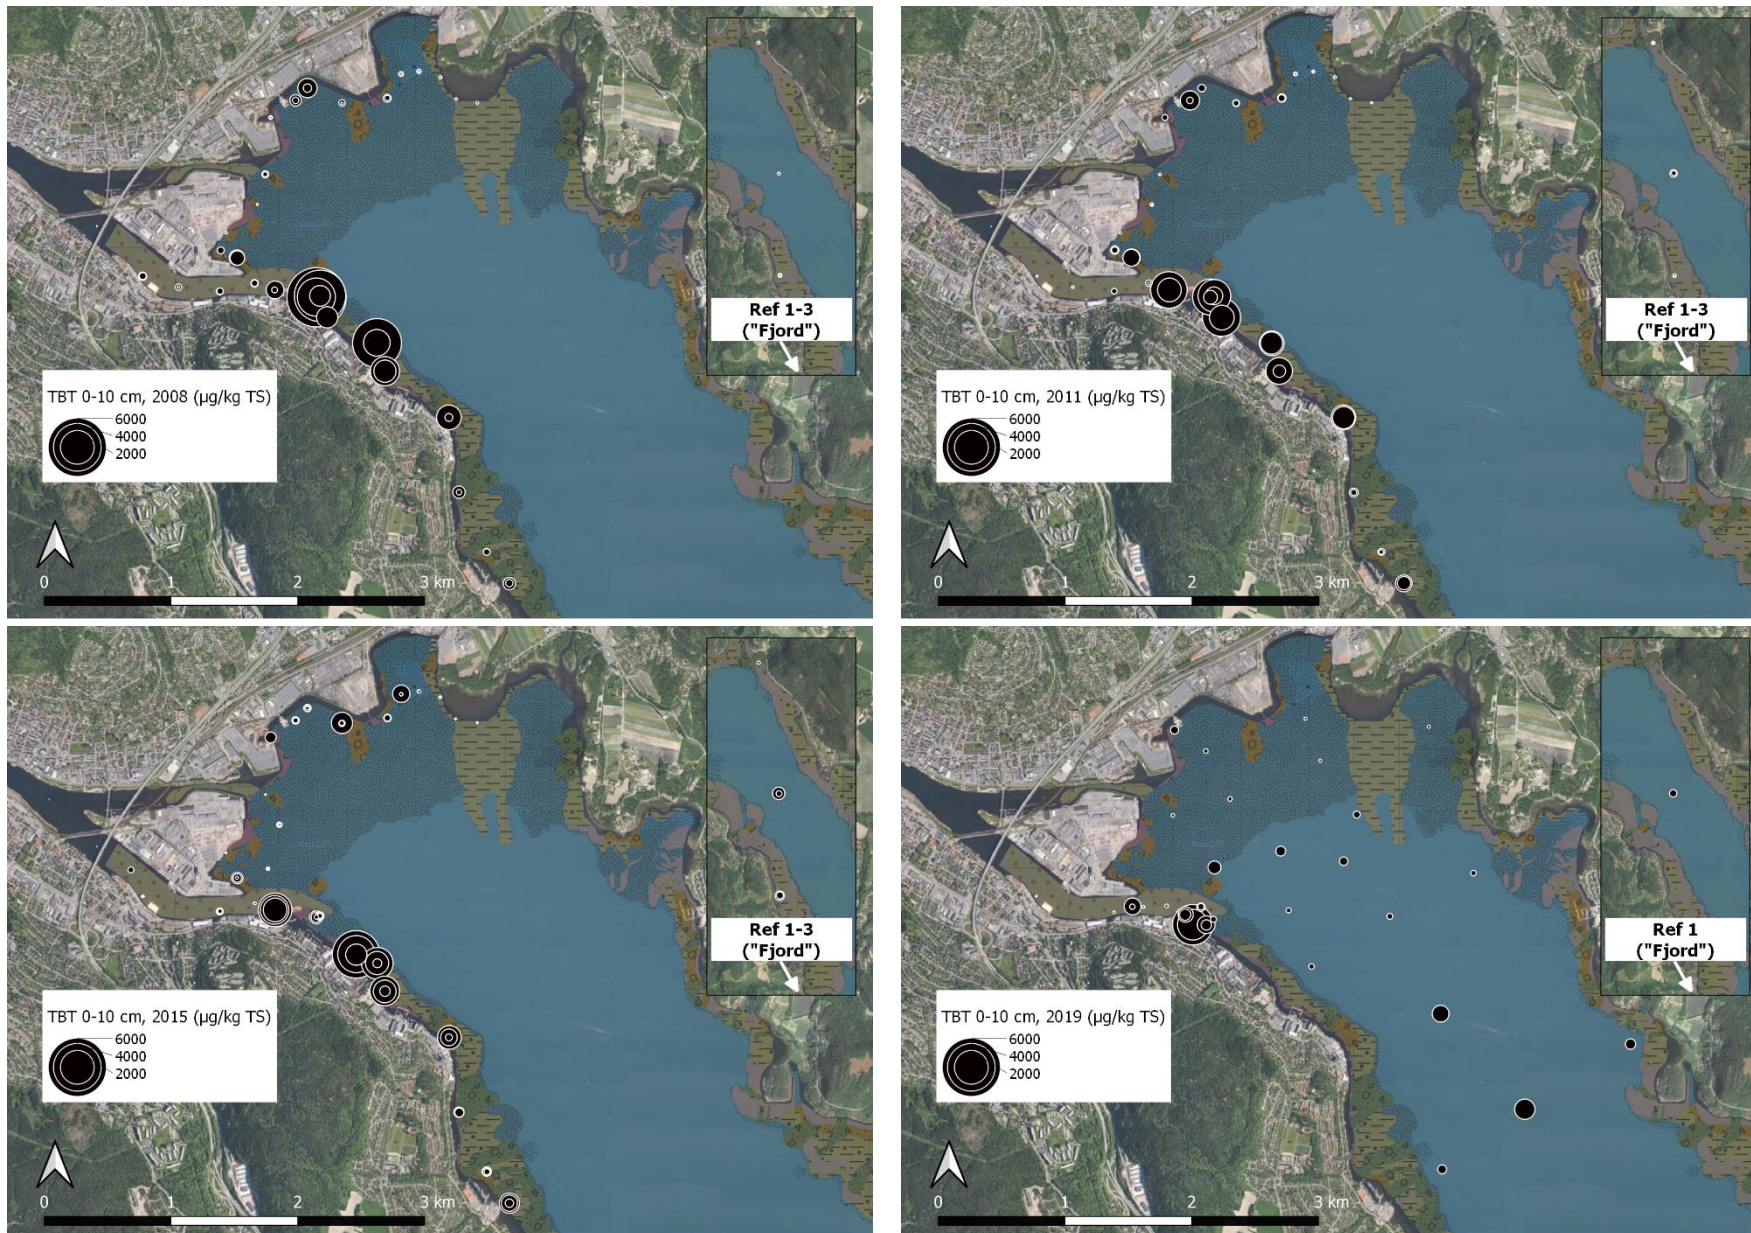 Ref 1-3
("Fjord")
TBT 0-10 cm, 2008 (µg/kg TS)
6000
4000
2000
0 1 2 3 km
Ref 1-3
("Fjord")
TBT 0-10 cm, 2011 (µg/kg TS)
6000
4000
2000
0 1 2 3 km
Ref 1-3
("Fjord")
TBT 0-10 cm, 2015 (µg/kg TS)
6000
4000
2000
0 1 2 3 km
Ref 1
("Fjord")
TBT 0-10 cm, 2019 (µg/kg TS)
6000
4000
2000
0 1 2 3 km